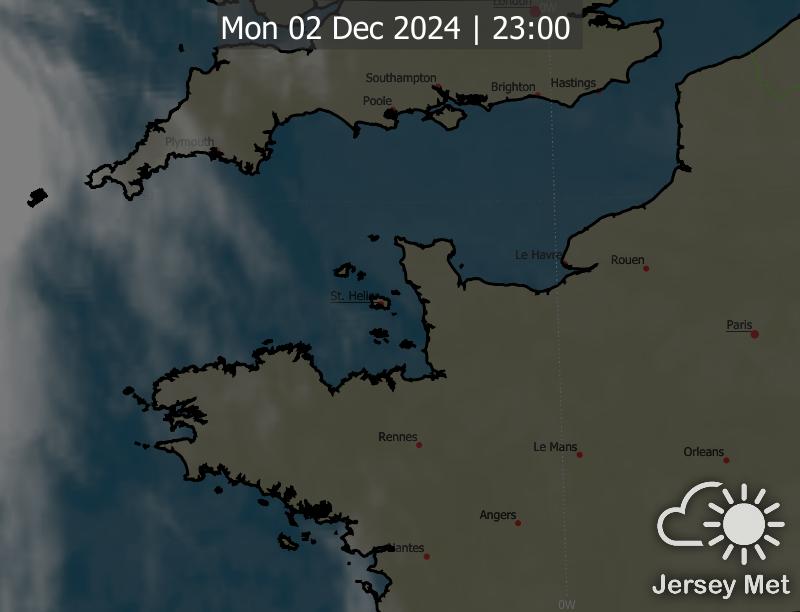 London
0W
Mon 02 Dec 2024 | 23:00
Southampton
Brighton
Hastings
Poole
Plymouth
Le Havre
Rouen
St. Helier
Paris
Rennes
Le Mans
Orleans
Angers
Nantes
Jersey Met
0W